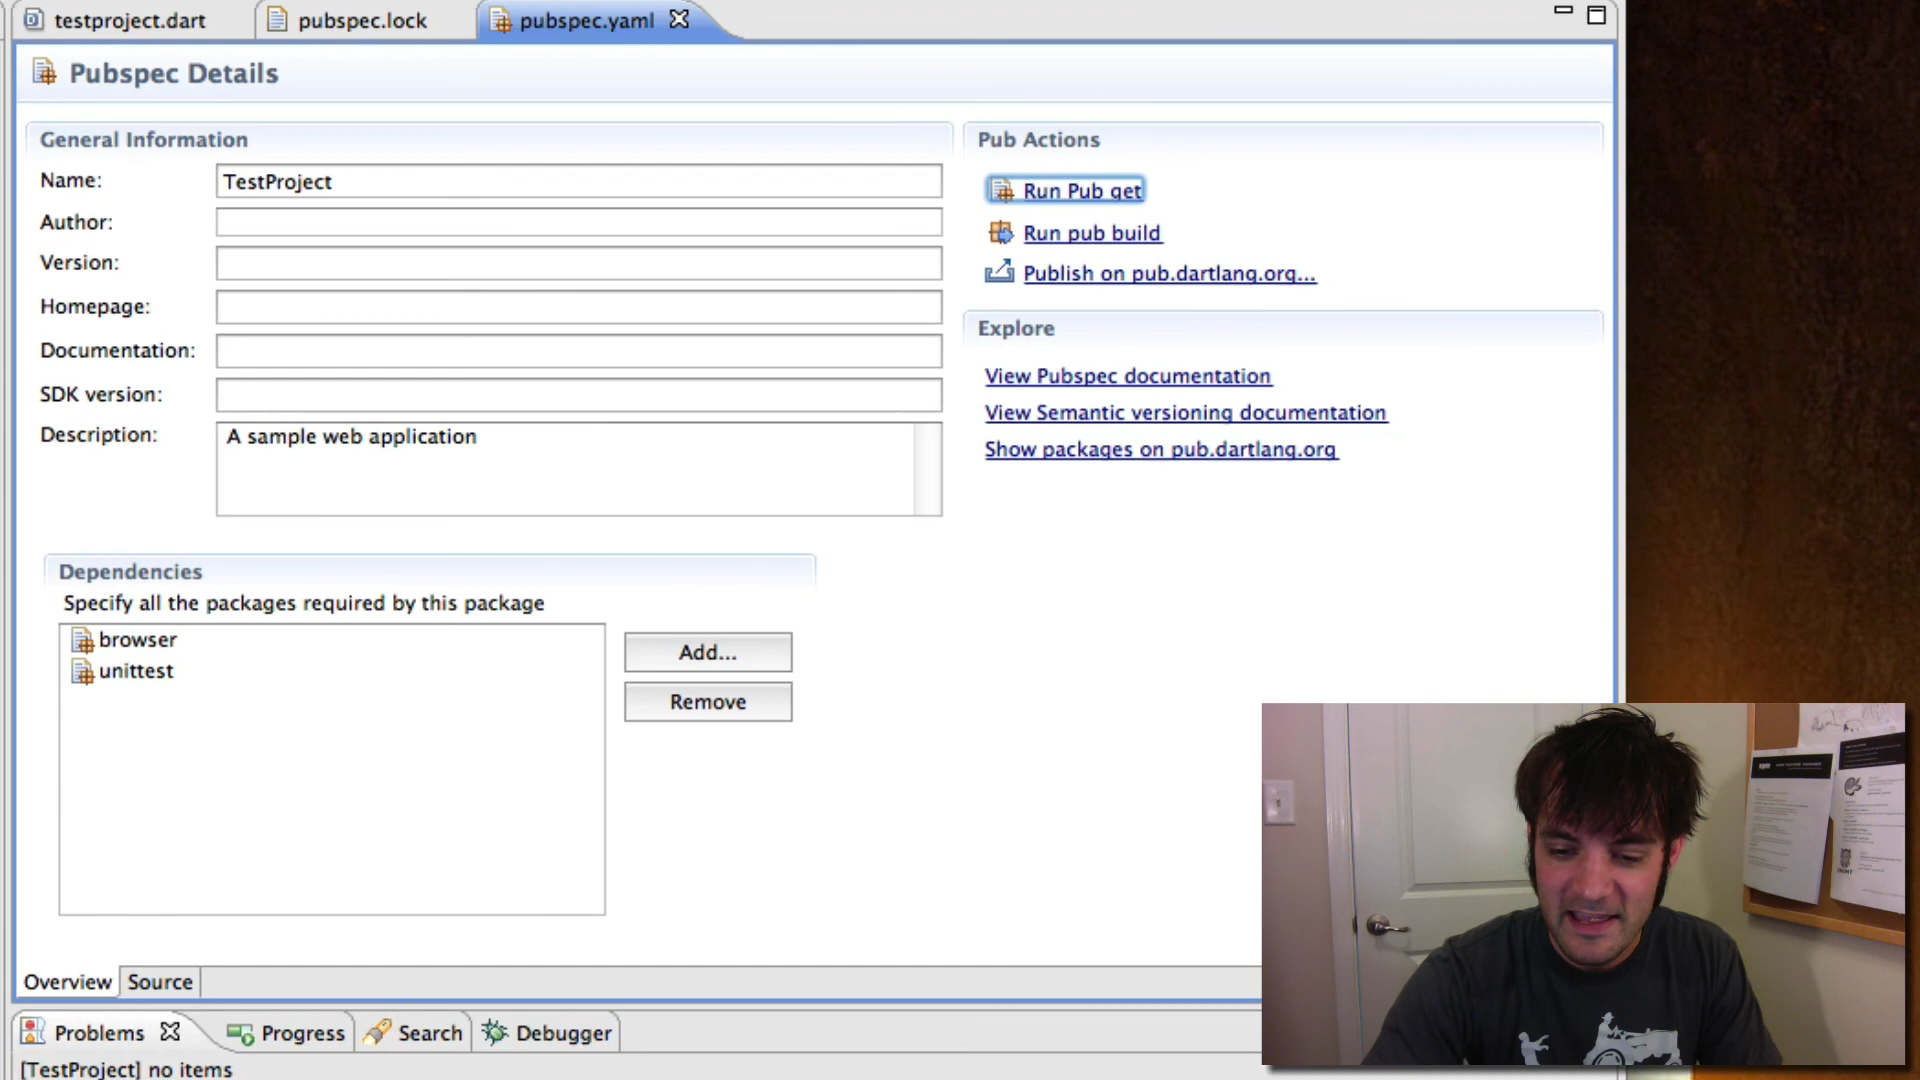 testproject.dart
pubspec.lock
pubspec.yaml
Pubspec Details
General Information
Name:
TestProject
Author:
Version:
Homepage:
Documentation:
SDK version:
Description:
A sample web application
Pub Actions
Run Pub get
Run pub build
Publish on pub.dartlang.org...
Explore
View Pubspec documentation
View Semantic versioning documentation
Show packages on pub.dartlang.org
Dependencies
Specify all the packages required by this package
browser
unittest
Add...
Remove
Overview
Source
Problems
Progress
Search
Debugger
[TestProject] no items